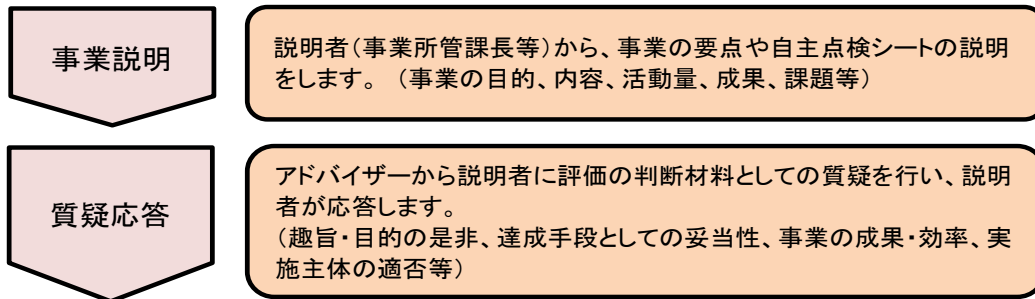 事業説明
説明者（事業所管課長等）から、事業の要点や自主点検シートの説明
をします。 （事業の目的、内容、活動量、成果、課題等）
質疑応答
アドバイザーから説明者に評価の判断材料としての質疑を行い、説明
者が応答します。
（趣旨・目的の是非、達成手段としての妥当性、事業の成果・効率、実
施主体の適否等）